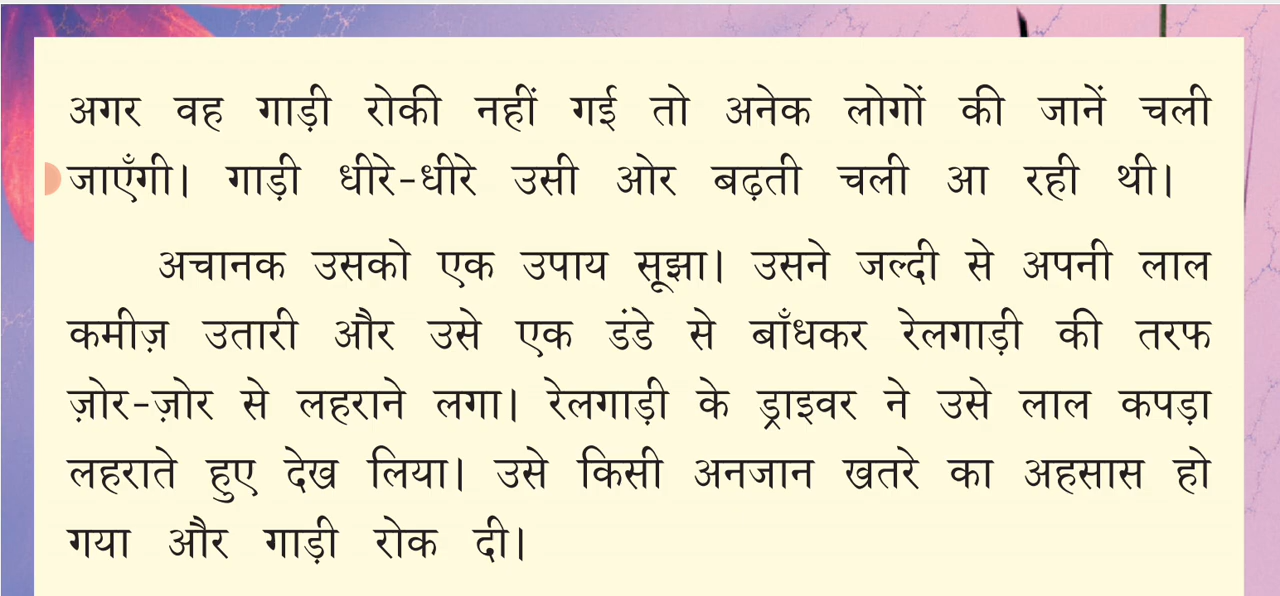 अगर वह गाड़ी रोकी नहीं गई तो अनेक लोगों की जानें चली
जाएँगी। गाड़ी धीरे-धीरे उसी ओर बढ़ती चली आ रही थी।
अचानक उसको एक उपाय सूझा। उसने जल्दी से अपनी लाल
कमीज़ उतारी और उसे एक डंडे से बाँधकर रेलगाड़ी की तरफ
ज़ोर-ज़ोर से लहराने लगा। रेलगाड़ी के ड्राइवर ने उसे लाल कपड़ा
लहराते हुए देख लिया। उसे किसी अनजान खतरे का अहसास हो
गया और गाड़ी रोक दी।